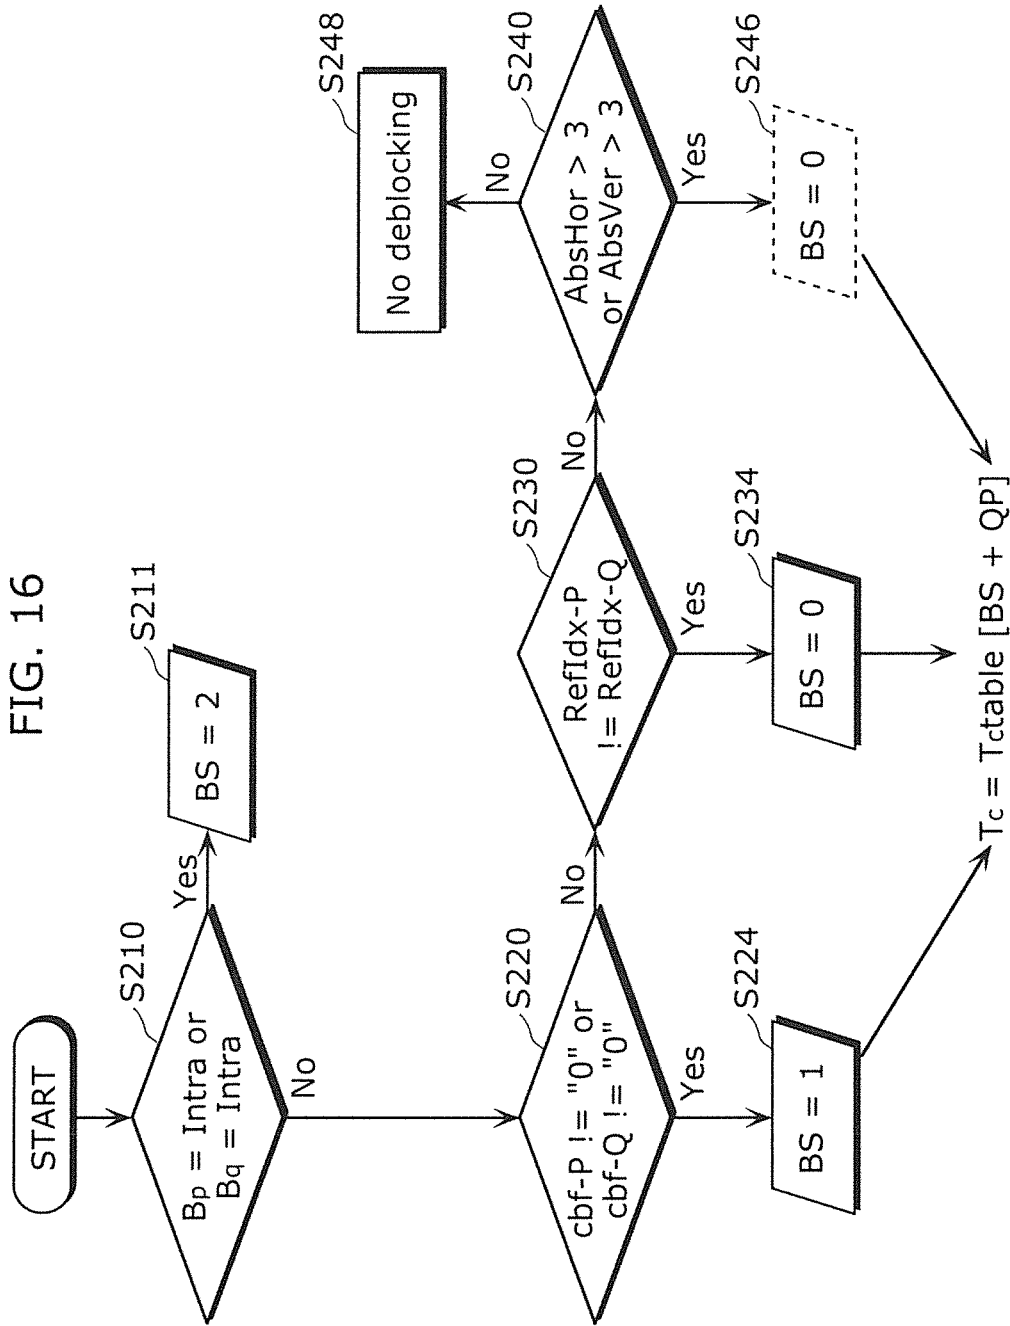 FIG. 16
START
S210
Bp = Intra or
Bq = Intra
Yes
S211
BS = 2
No
S220
cbf-P != "0" or
cbf-Q != "0"
No
S230
RefIdx-P
!= RefIdx-Q
No
S240
AbsHor > 3
or AbsVer > 3
No
S248
No deblocking
Yes
S224
BS = 1
Yes
S234
BS = 0
Yes
S246
BS = 0
Tc = Tctable [BS + QP]